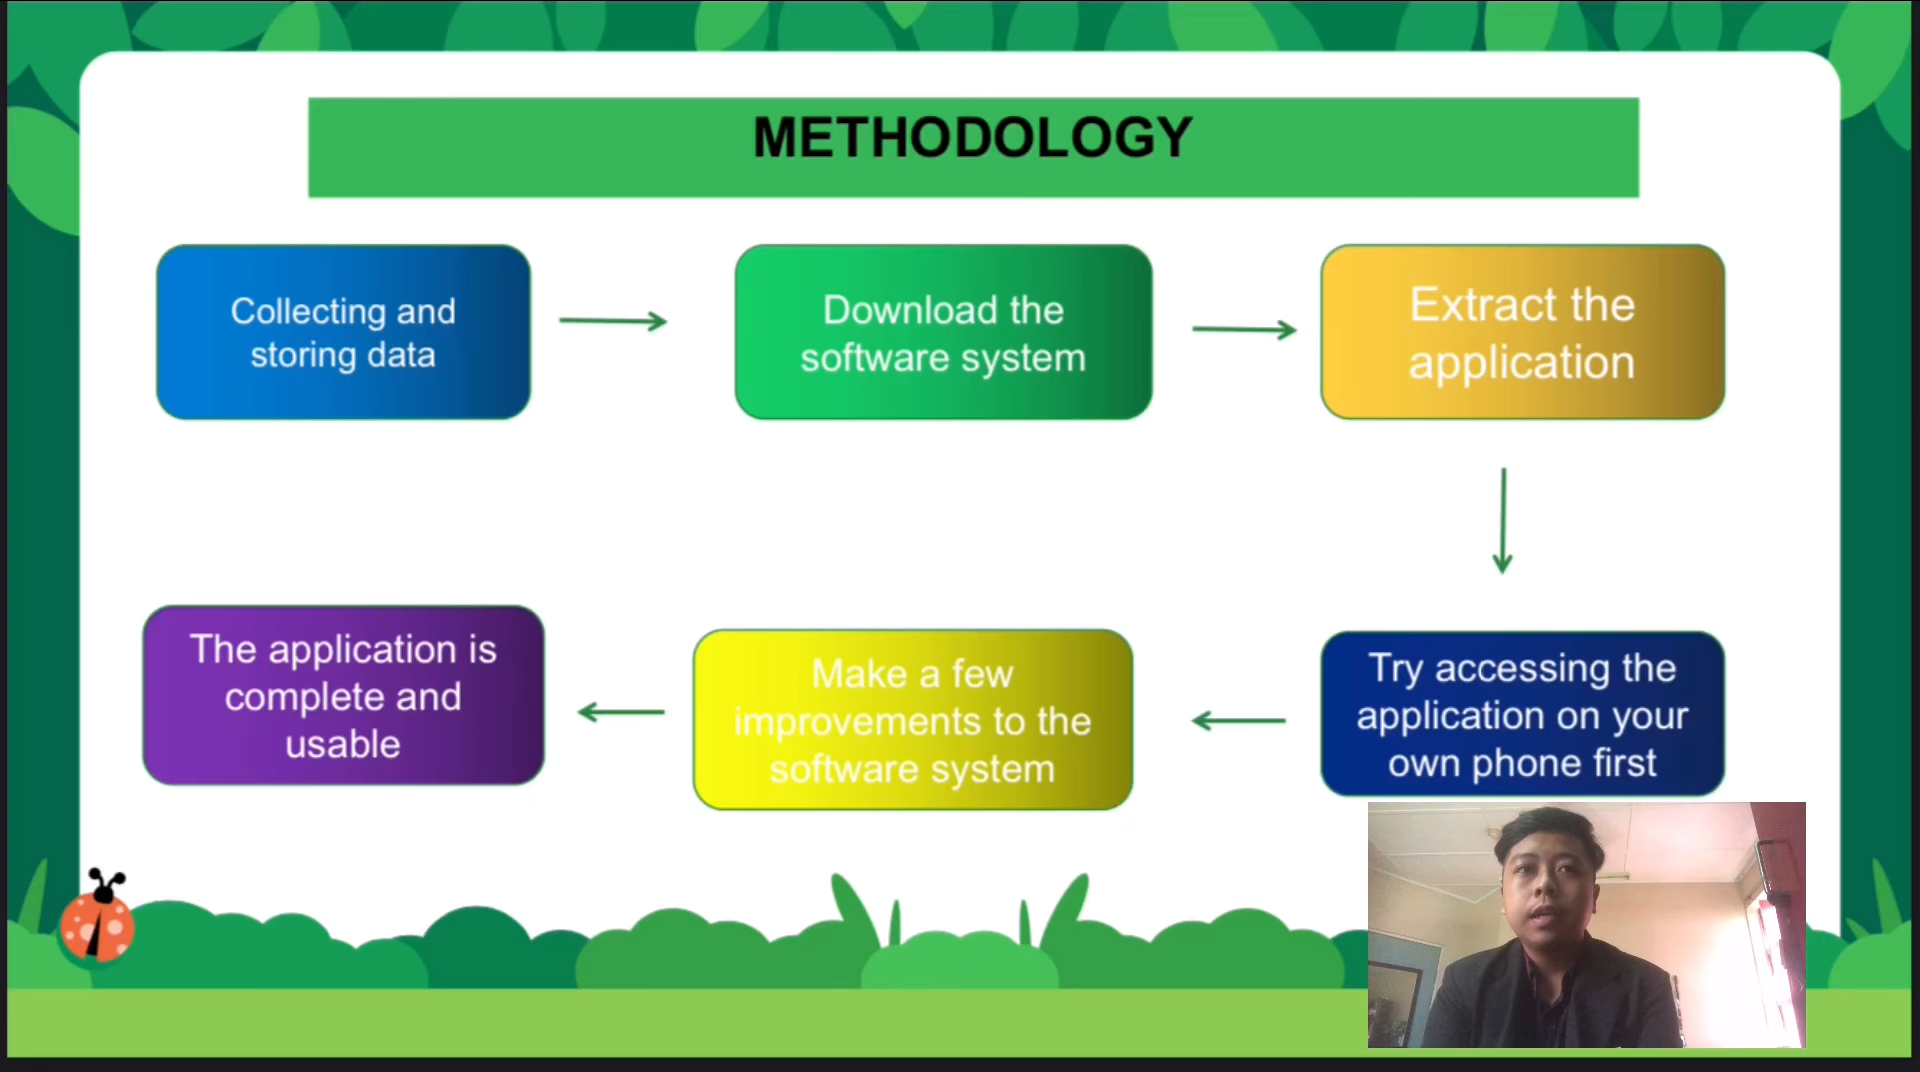 METHODOLOGY
Collecting and
storing data
Download the
software system
Extract the
application
Try accessing the
application on your
own phone first
Make a few
improvements to the
software system
The application is
complete and
usable